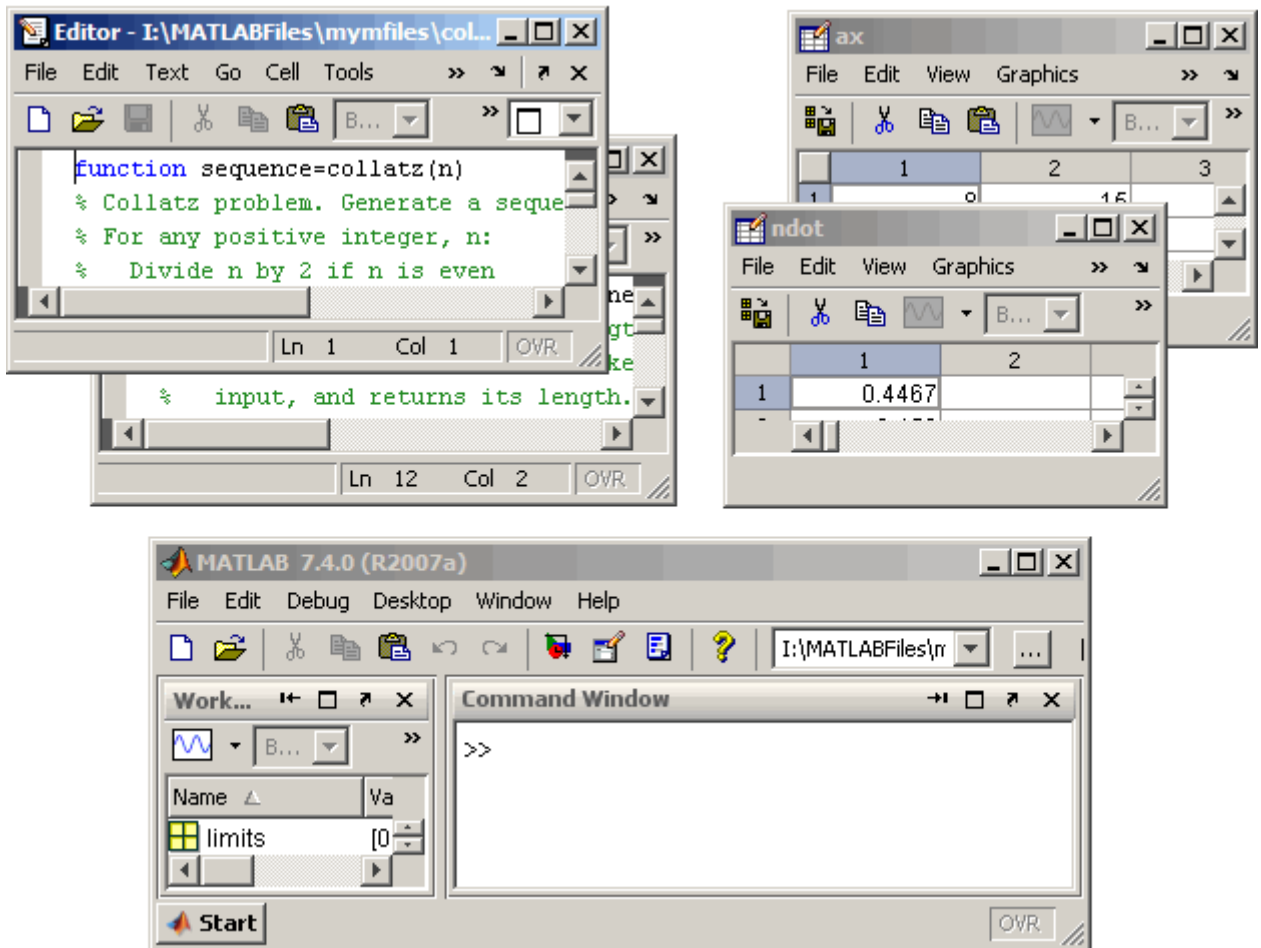 Editor - I:\MATLABFiles\mymfiles\col...
File Edit Text Go Cell Tools
B...
function sequence=collatz(n)
% Collatz problem. Generate a seque
% For any positive integer, n:
%   Divide n by 2 if n is even
Ln 1 Col 1 OVR
ne
gt
ke
%   input, and returns its length.
Ln 12 Col 2 OVR
ax
File Edit View Graphics
B...
1 2 3
1
ndot
File Edit View Graphics
B...
1 2
1 0.4467
MATLAB 7.4.0 (R2007a)
File Edit Debug Desktop Window Help
I:\MATLABFiles\m
...
Work...
B...
Name Va
limits [0
Command Window
>>
Start
OVR